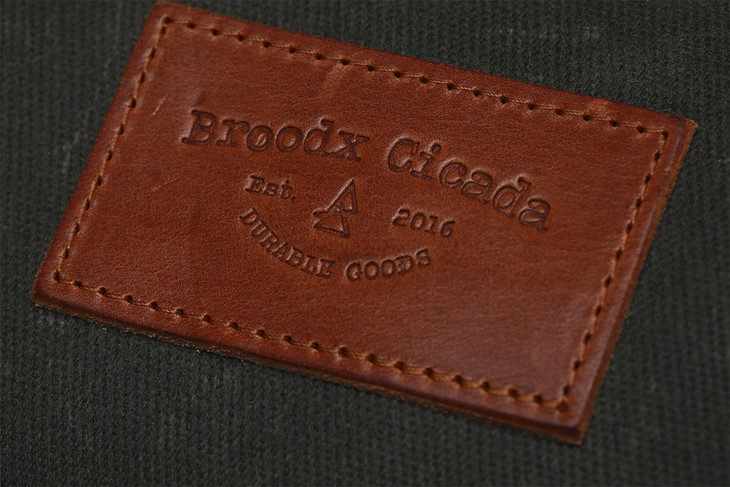 Broodx Cicada
Est. 2016
DURABLE GOODS